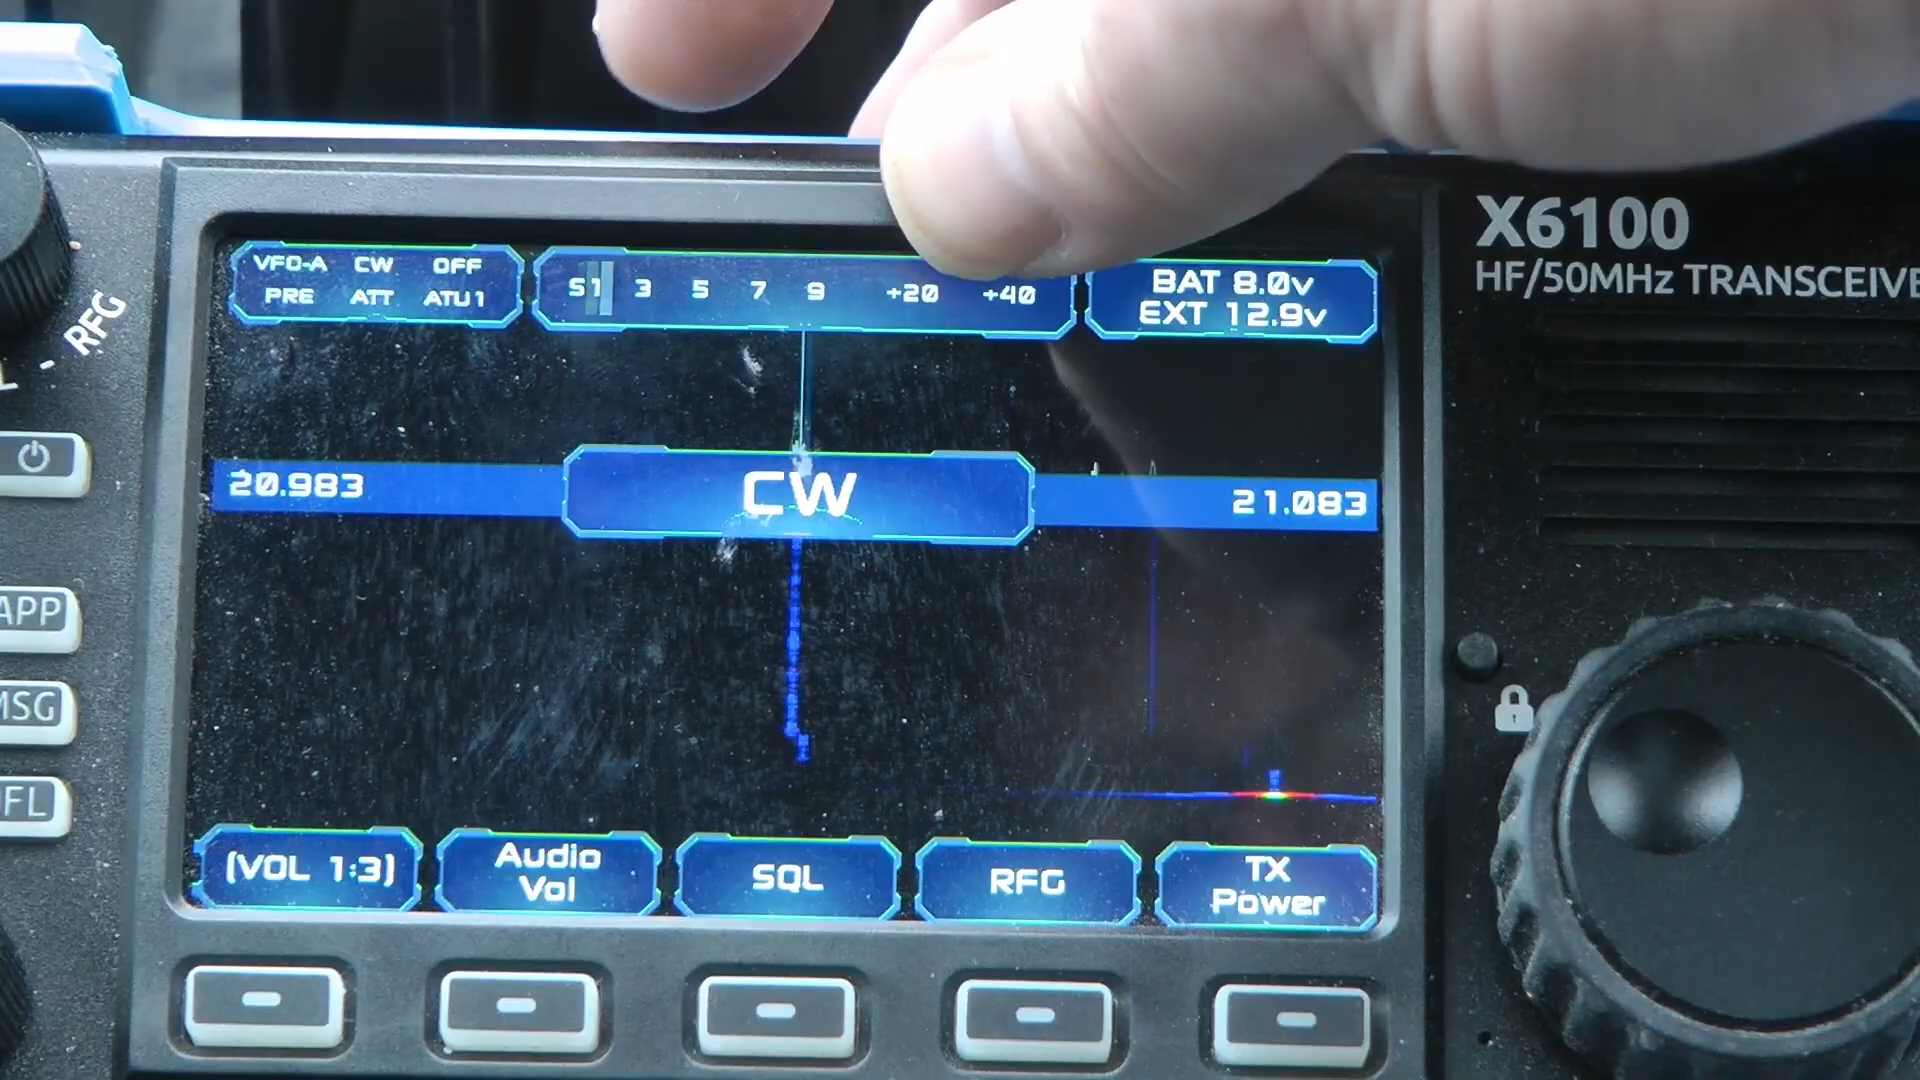 X6100
HF/50MHz TRANSCEIVE
VFO-A CW OFF
PRE ATT ATU1
S1 3 5 7 9 +20 +40
BAT 8.0v
EXT 12.9v
RFG
20.983
CW
21.083
APP
MSG
FL
(VOL 1:3)
Audio
Vol
SQL
RFG
TX
Power